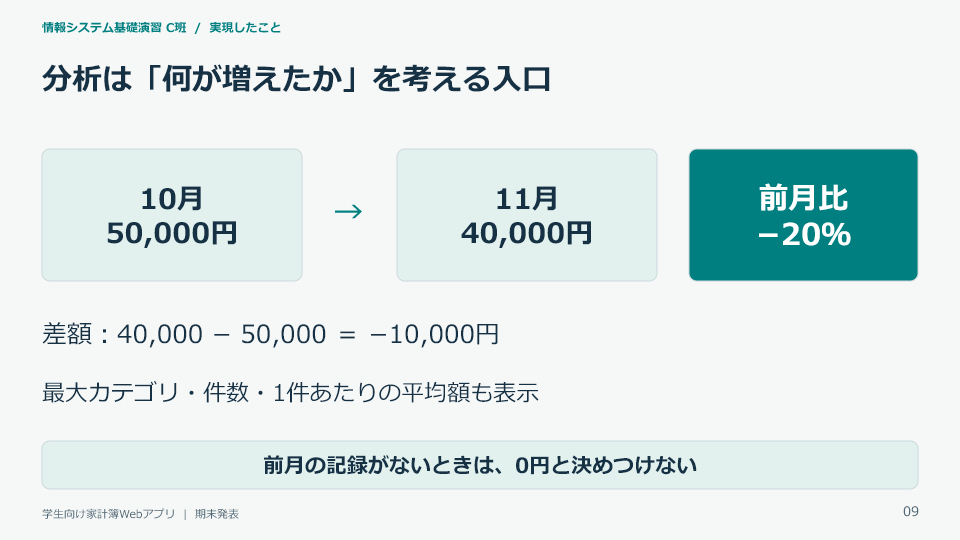 情報システム基礎演習 C班 / 実現したこと
分析は「何が増えたか」を考える入口
10月
50,000円
→
11月
40,000円
前月比
−20%
差額：40,000 − 50,000 ＝ −10,000円
最大カテゴリ・件数・1件あたりの平均額も表示
前月の記録がないときは、0円と決めつけない
学生向け家計簿Webアプリ | 期末発表
09